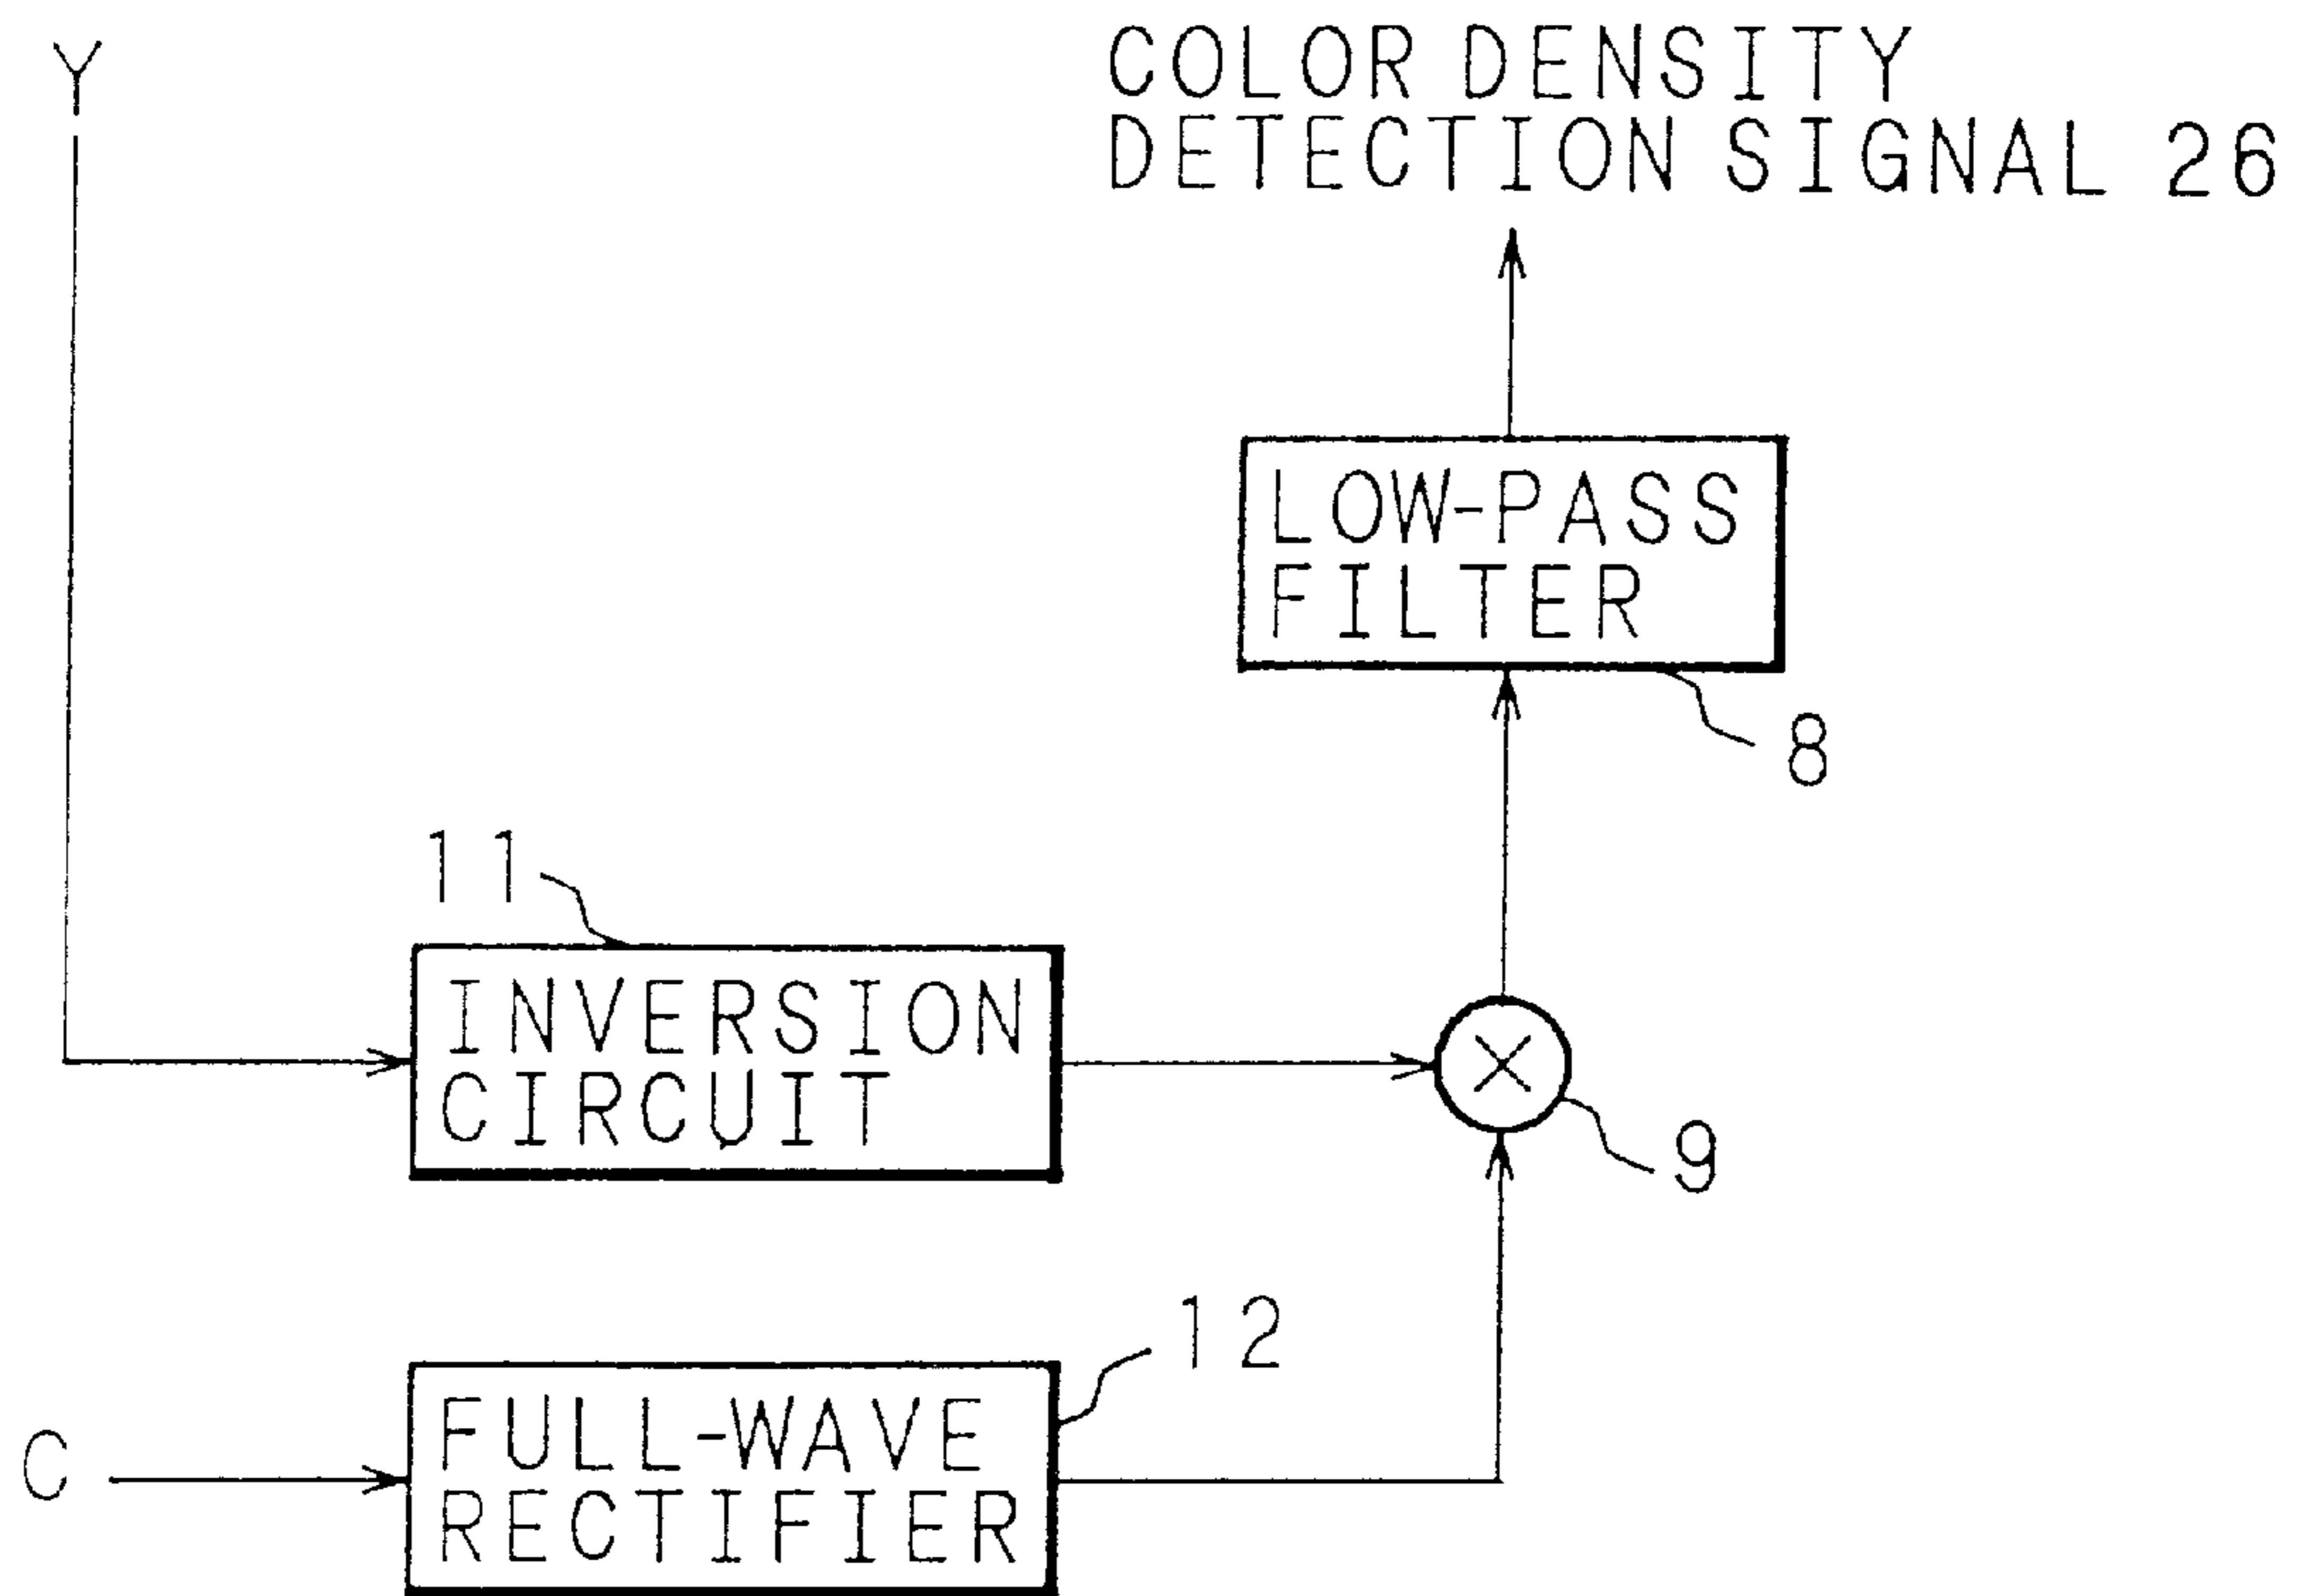 Y
COLOR DENSITY
DETECTION SIGNAL 26
LOW-PASS
FILTER
8
11
INVERSION
CIRCUIT
9
12
C
FULL-WAVE
RECTIFIER